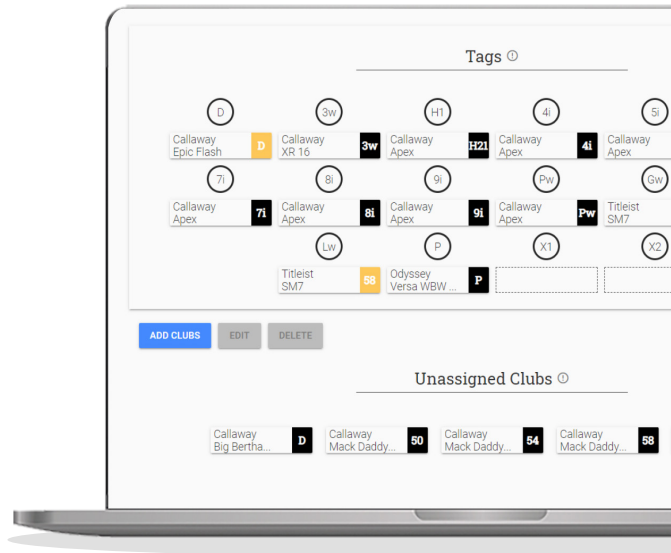 Tags
D 3w H1 4i 5i
Callaway Epic Flash D
Callaway XR 16 3w
Callaway Apex H21
Callaway Apex 4i
Callaway Apex
7i 8i 9i Pw Gw
Callaway Apex 7i
Callaway Apex 8i
Callaway Apex 9i
Callaway Apex Pw
Titleist SM7
Lw P X1 X2
Titleist SM7 58
Odyssey Versa WBW ... P
ADD CLUBS EDIT DELETE
Unassigned Clubs
Callaway Big Bertha... D
Callaway Mack Daddy... 50
Callaway Mack Daddy... 54
Callaway Mack Daddy... 58